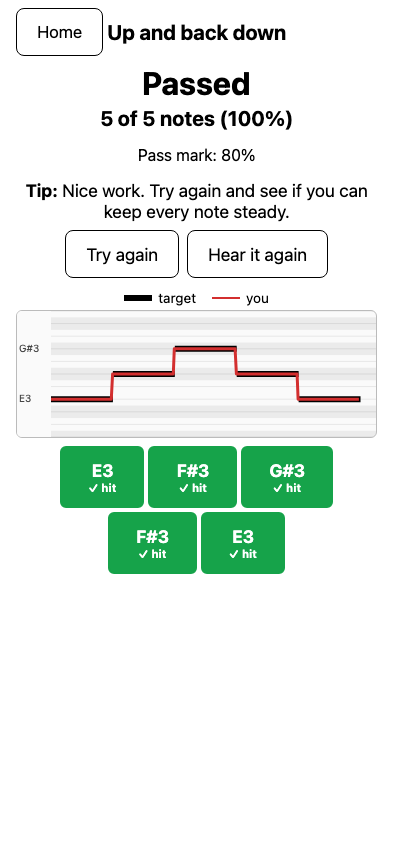 Home
Up and back down
Passed
5 of 5 notes (100%)
Pass mark: 80%
Tip: Nice work. Try again and see if you can
keep every note steady.
Try again
Hear it again
target
you
G#3
E3
E3
✓ hit
F#3
✓ hit
G#3
✓ hit
F#3
✓ hit
E3
✓ hit